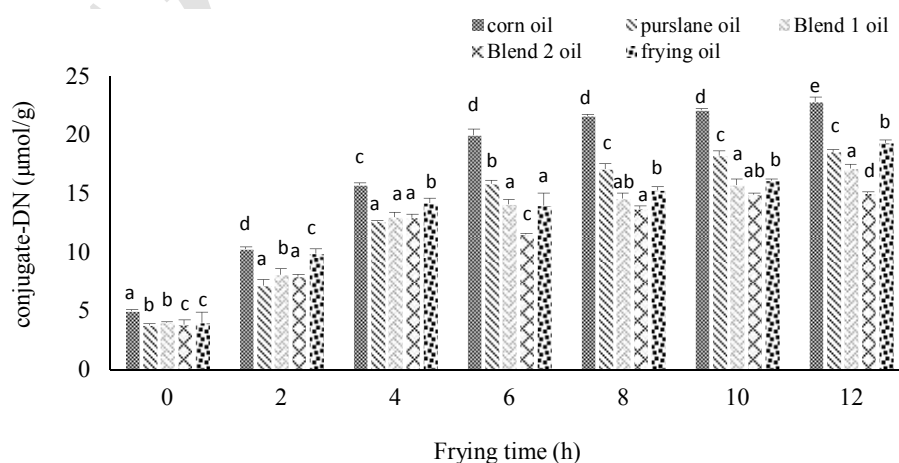 corn oil purslane oil Blend 1 oil
Blend 2 oil frying oil
25
20
15
10
5
0
conjugate-DN (μmol/g)
a b b c c
d a b a c
c a a a b
d b a c a
d c ab a b
d c a ab b
e c a d b
0 2 4 6 8 10 12
Frying time (h)